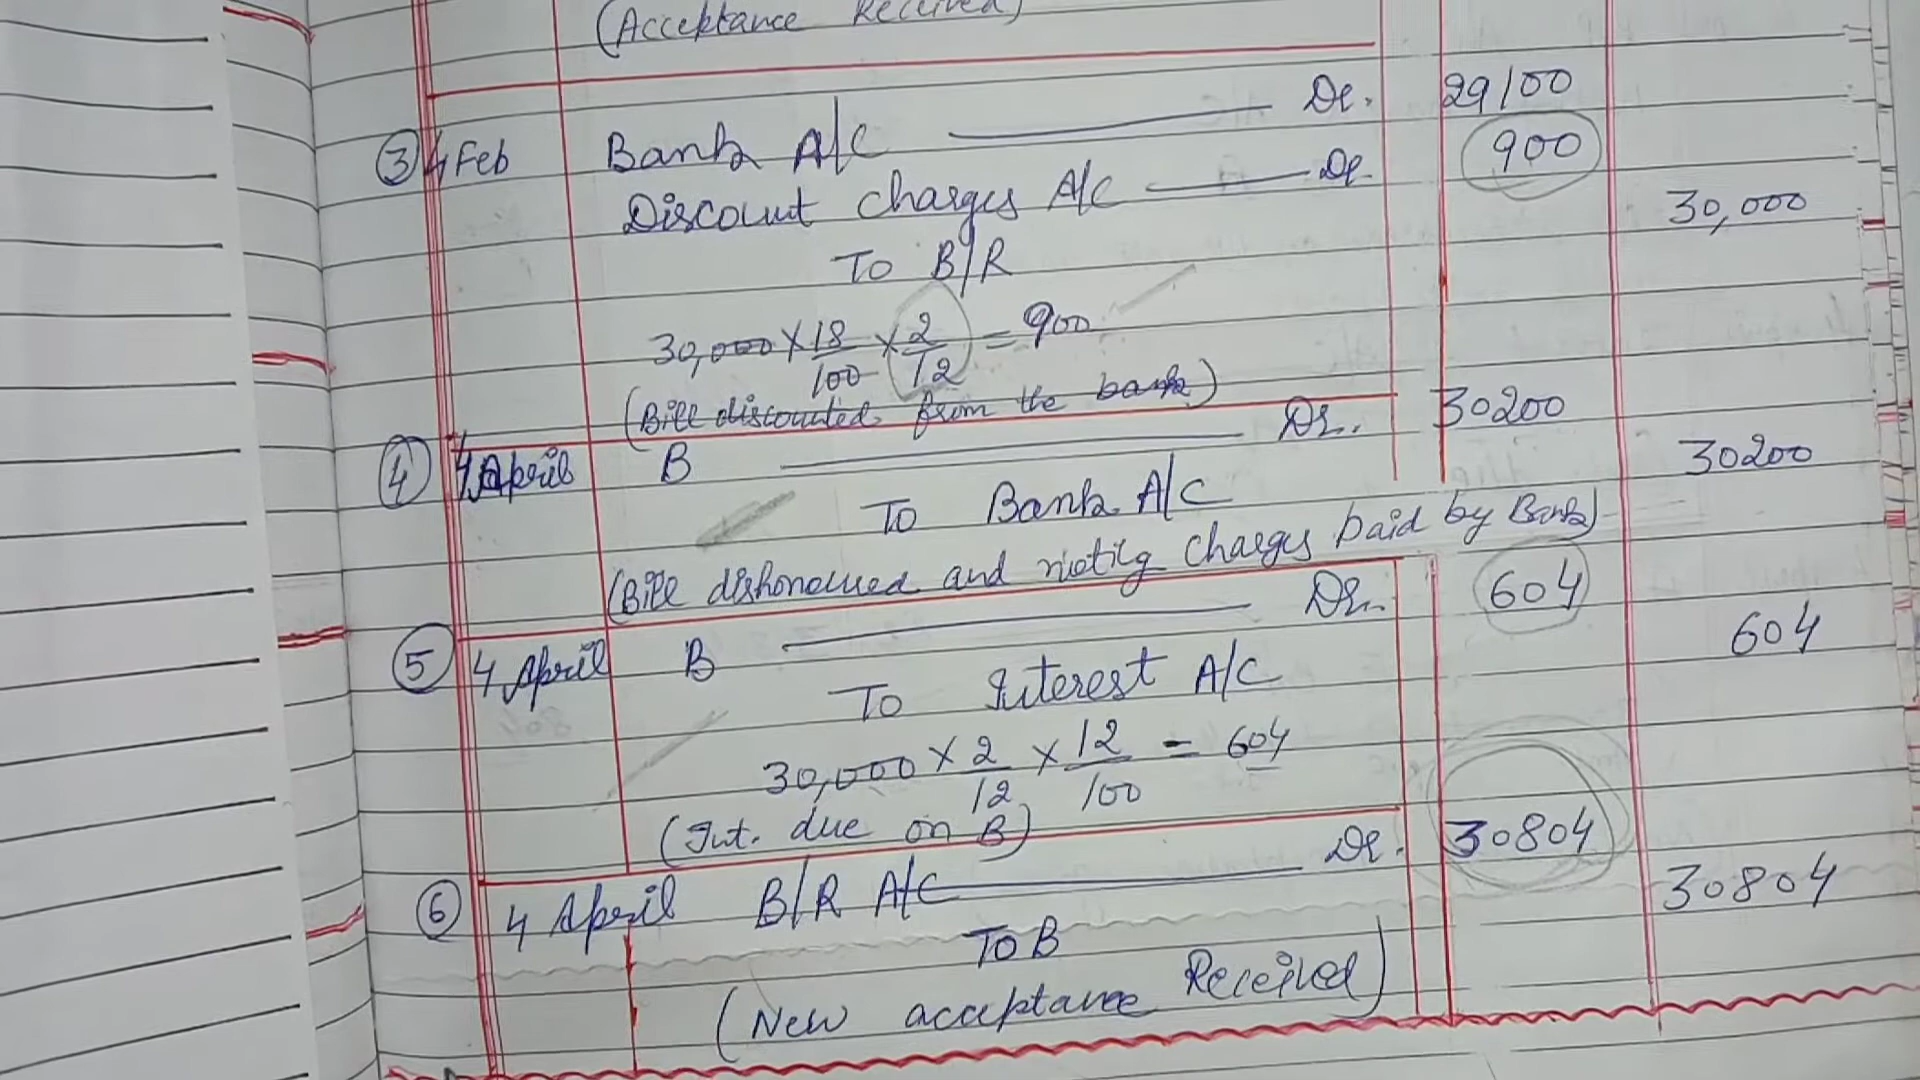 (Acceptance Received)
③ 4 Feb Bank A/C Dr. 29100
Discount charges A/C Dr. 900
To B/R 30,000
30,000 × 18/100 × 2/12 = 900
(Bill discounted from the bank)
④ 4 April B Dr. 30200
To Bank A/C 30200
(Bill dishonoured and noting charges paid by Bank)
⑤ 4 April B Dr. 604
To Interest A/C 604
30,000 × 2/12 × 12/100 = 604
(Int. due on B)
⑥ 4 April B/R A/C Dr. 30804
To B 30804
(New acceptance Received)